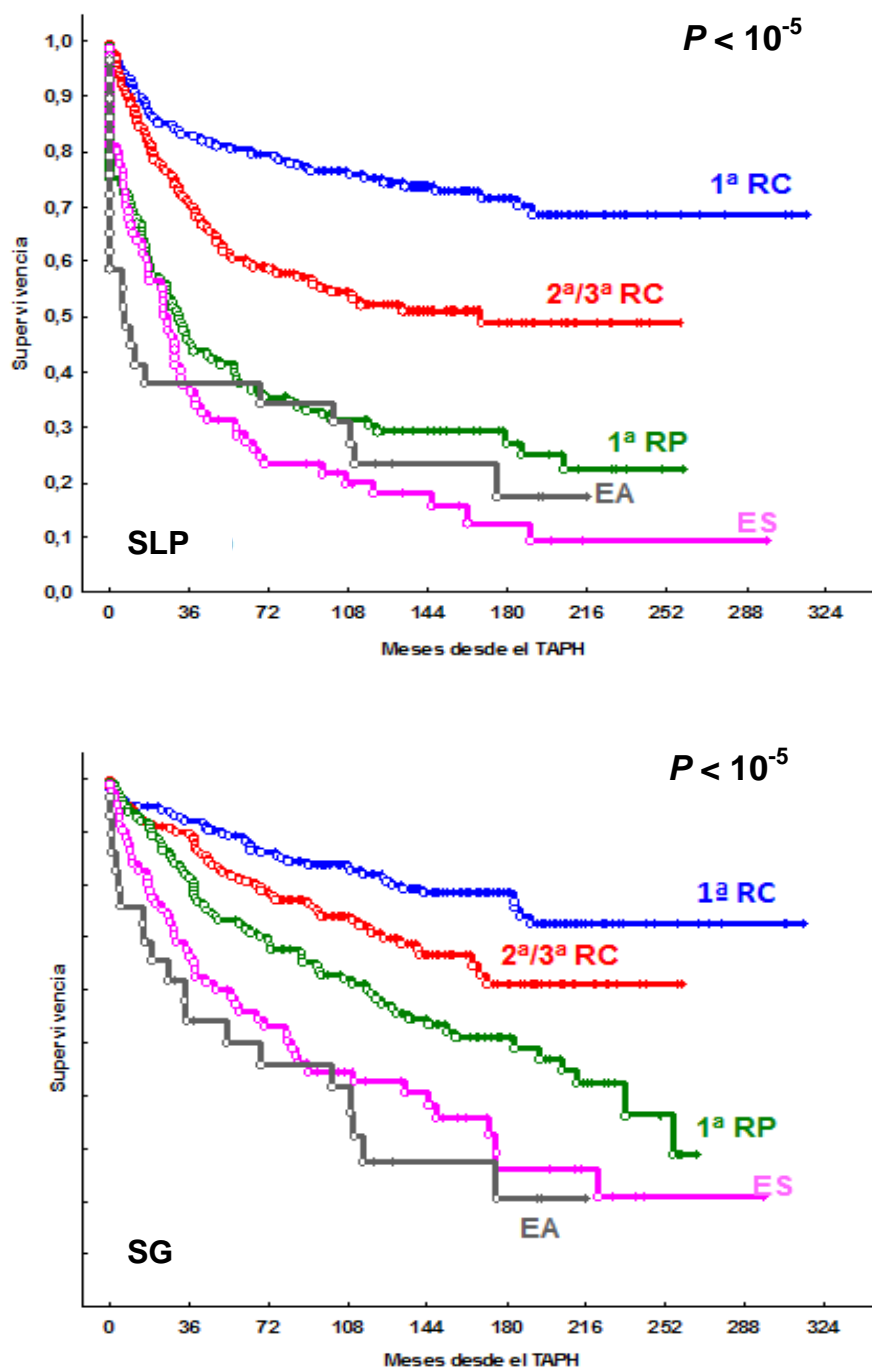 P < 10-5
1,0
0,9
0,8
0,7
0,6
0,5
0,4
0,3
0,2
0,1
0,0
Supervivencia
1ª RC
2ª/3ª RC
1ª RP
EA
ES
SLP
0 36 72 108 144 180 216 252 288 324
Meses desde el TAPH
P < 10-5
Supervivencia
1ª RC
2ª/3ª RC
1ª RP
ES
EA
SG
0 36 72 108 144 180 216 252 288 324
Meses desde el TAPH